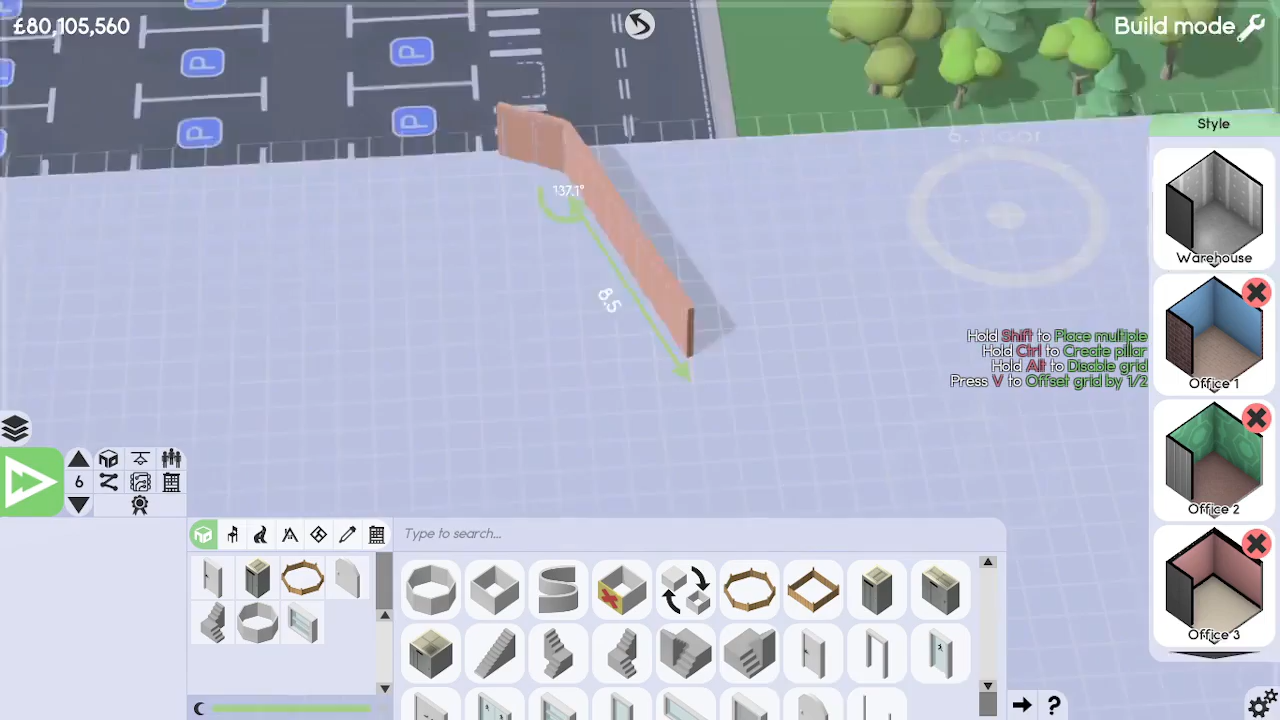 £80,105,560
Build mode
P
P
P
P
6. Floor
137.1°
8.5
Style
Warehouse
Office 1
Office 2
Office 3
Hold Shift to Place multiple
Hold Ctrl to Create pillar
Hold Alt to Disable grid
Press V to Offset grid by 1/2
6
Type to search...
?